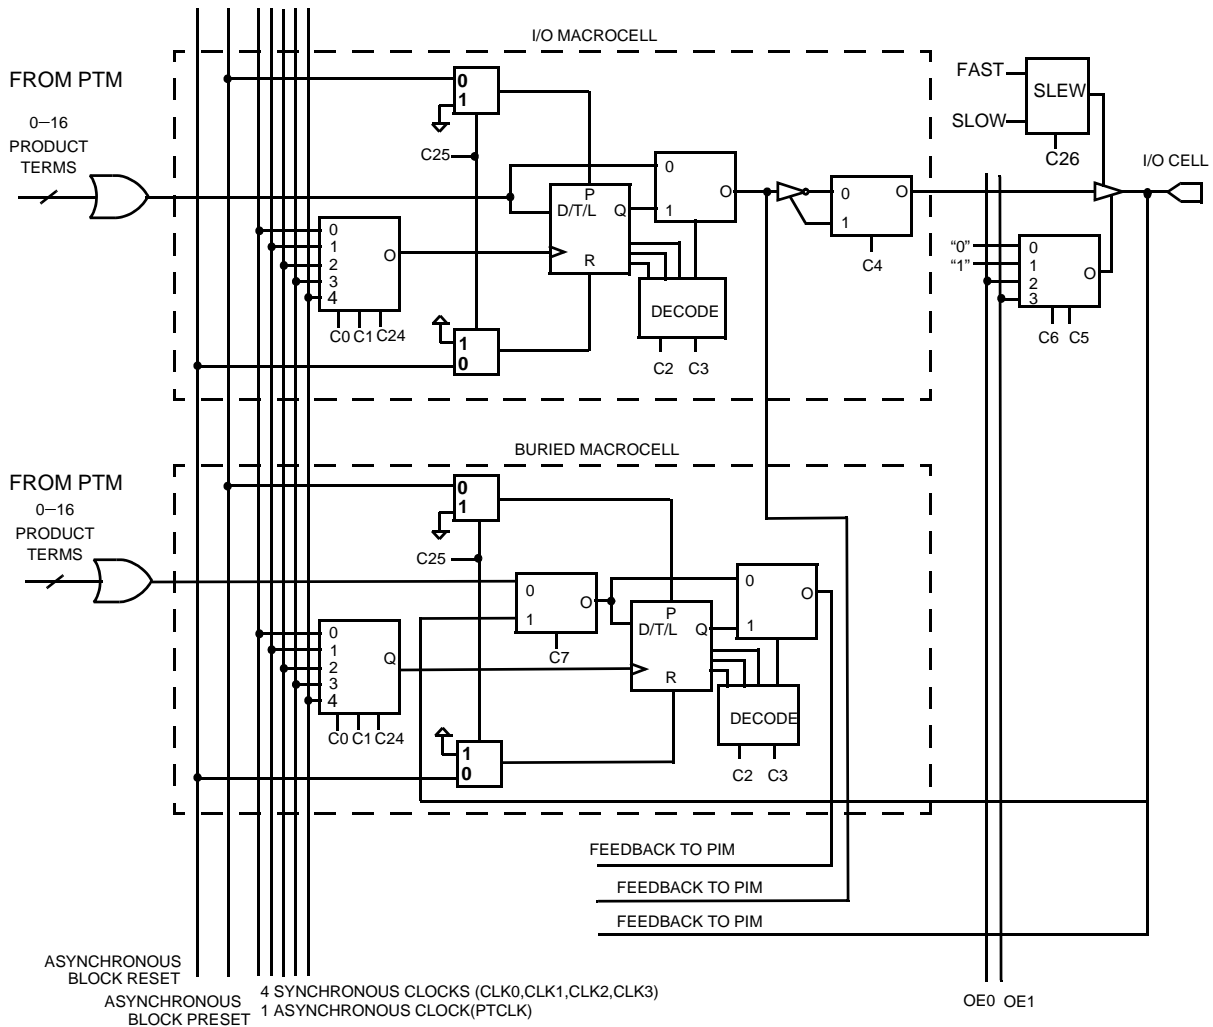 I/O MACROCELL
FROM PTM
0−16
PRODUCT
TERMS
0
1
C25
FAST
SLOW
SLEW
C26
I/O CELL
0
1
O
P
D/T/L
Q
R
0
1
O
C4
0
1
2
3
4
O
C0 C1 C24
DECODE
C2 C3
1
0
“0”
“1”
0
1
2
3
O
C6 C5
BURIED MACROCELL
FROM PTM
0−16
PRODUCT
TERMS
0
1
C25
0
1
O
C7
P
D/T/L
Q
R
0
1
O
0
1
2
3
4
Q
C0 C1 C24
DECODE
C2 C3
1
0
FEEDBACK TO PIM
FEEDBACK TO PIM
FEEDBACK TO PIM
ASYNCHRONOUS
BLOCK RESET
ASYNCHRONOUS
BLOCK PRESET
4 SYNCHRONOUS CLOCKS (CLK0,CLK1,CLK2,CLK3)
1 ASYNCHRONOUS CLOCK(PTCLK)
OE0 OE1